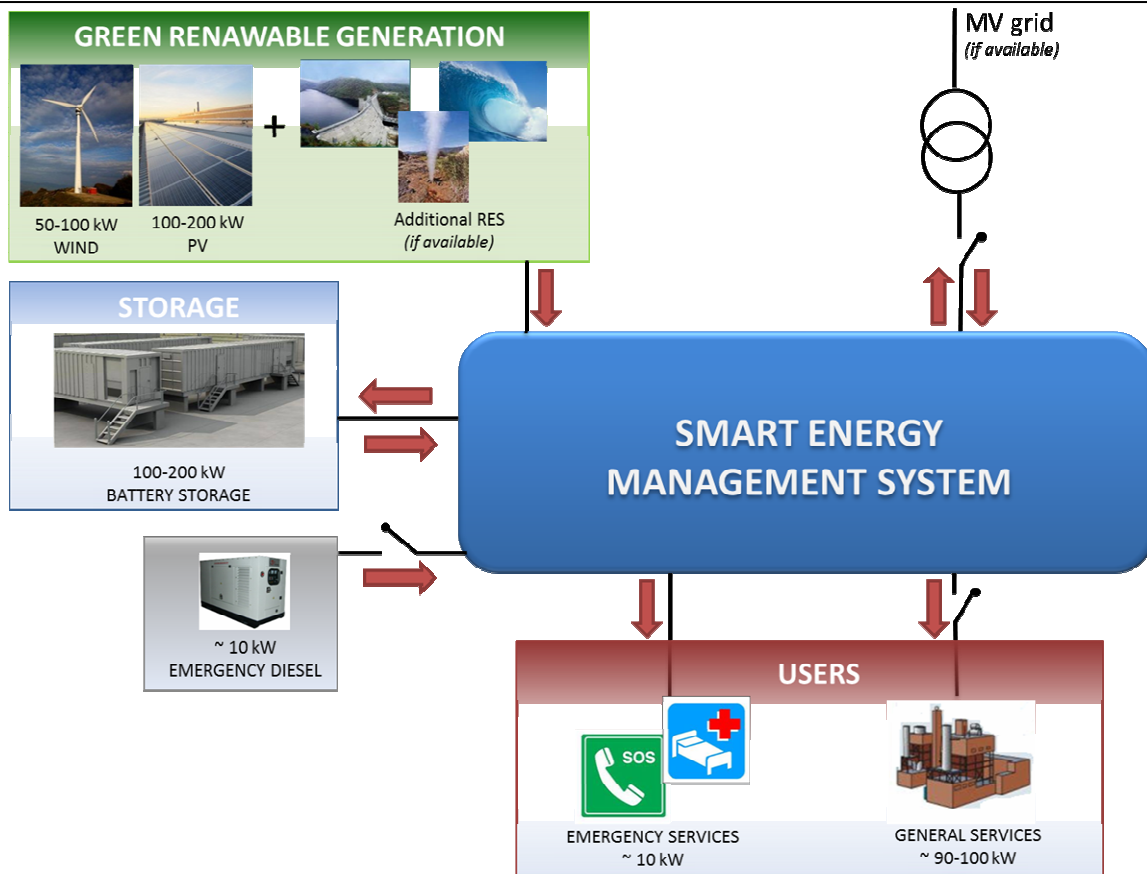 GREEN RENAWABLE GENERATION
+
50-100 kW
WIND
100-200 kW
PV
Additional RES
(if available)
MV grid
(if available)
STORAGE
100-200 kW
BATTERY STORAGE
SMART ENERGY
MANAGEMENT SYSTEM
~ 10 kW
EMERGENCY DIESEL
USERS
SOS
EMERGENCY SERVICES
~ 10 kW
GENERAL SERVICES
~ 90-100 kW